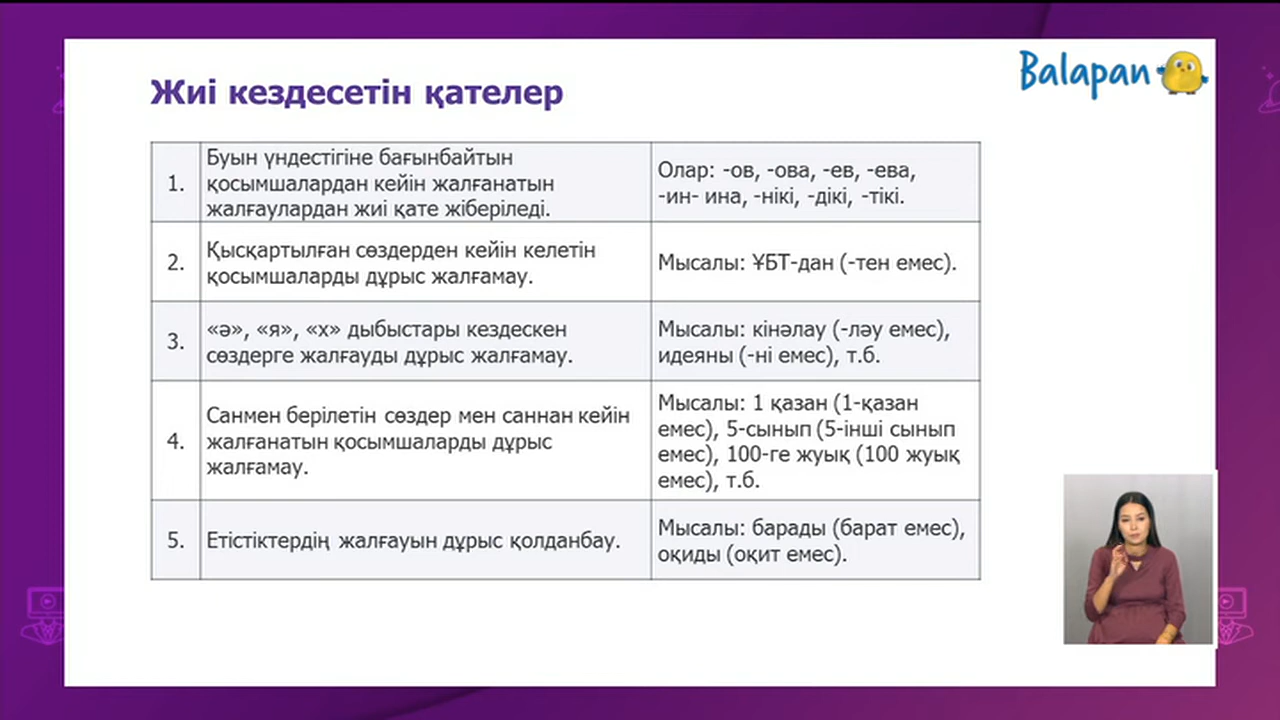 Balapan
Жиі кездесетін қателер
1.
Буын үндестігіне бағынбайтын
қосымшалардан кейін жалғанатын
жалғаулардан жиі қате жіберіледі.
Олар: -ов, -ова, -ев, -ева,
-ин- ина, -нікі, -дікі, -тікі.
2.
Қысқартылған сөздерден кейін келетін
қосымшаларды дұрыс жалғамау.
Мысалы: ҰБТ-дан (-тен емес).
3.
«ә», «я», «х» дыбыстары кездескен
сөздерге жалғауды дұрыс жалғамау.
Мысалы: кінәлау (-ләу емес),
идеяны (-ні емес), т.б.
4.
Санмен берілетін сөздер мен саннан кейін
жалғанатын қосымшаларды дұрыс
жалғамау.
Мысалы: 1 қазан (1-қазан
емес), 5-сынып (5-інші сынып
емес), 100-ге жуық (100 жуық
емес), т.б.
5.
Етістіктердің жалғауын дұрыс қолданбау.
Мысалы: барады (барат емес),
оқиды (оқит емес).